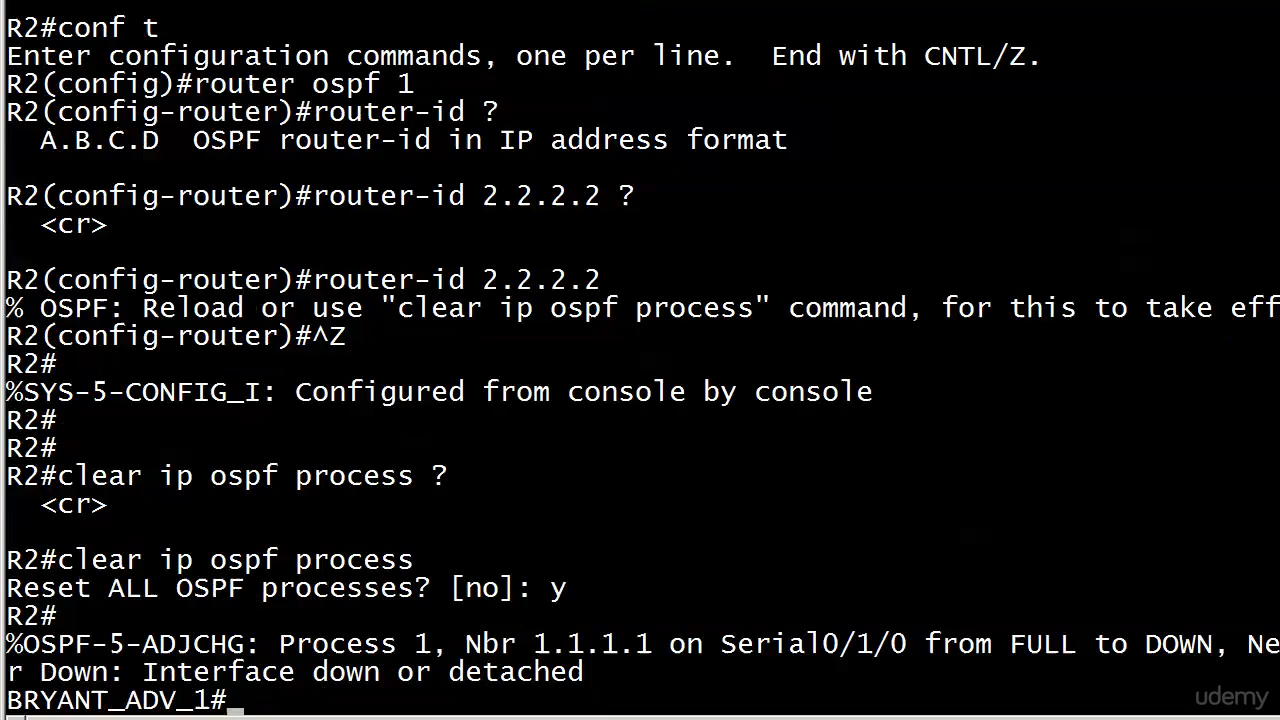 R2#conf t
Enter configuration commands, one per line.  End with CNTL/Z.
R2(config)#router ospf 1
R2(config-router)#router-id ?
  A.B.C.D  OSPF router-id in IP address format
R2(config-router)#router-id 2.2.2.2 ?
  <cr>
R2(config-router)#router-id 2.2.2.2
% OSPF: Reload or use "clear ip ospf process" command, for this to take eff
R2(config-router)#^Z
R2#
%SYS-5-CONFIG_I: Configured from console by console
R2#
R2#
R2#clear ip ospf process ?
  <cr>
R2#clear ip ospf process
Reset ALL OSPF processes? [no]: y
R2#
%OSPF-5-ADJCHG: Process 1, Nbr 1.1.1.1 on Serial0/1/0 from FULL to DOWN, Ne
r Down: Interface down or detached
BRYANT_ADV_1#
udemy